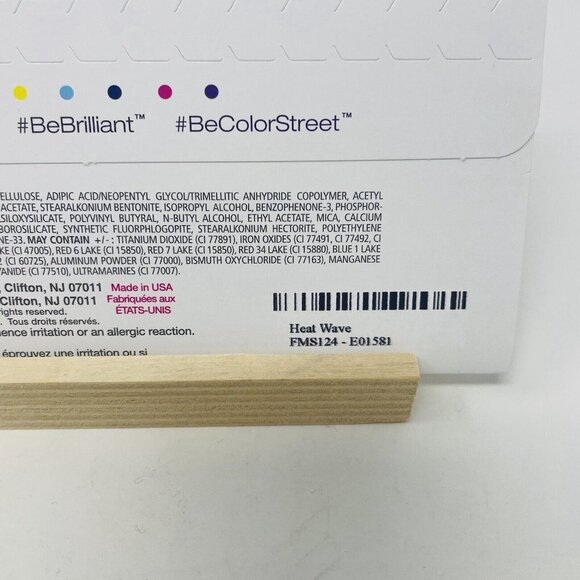 #BeBrilliant™ #BeColorStreet™
ELLULOSE, ADIPIC ACID/NEOPENTYL GLYCOL/TRIMELLITIC ANHYDRIDE COPOLYMER, ACETYL
ACETATE, STEARALKONIUM BENTONITE, ISOPROPYL ALCOHOL, BENZOPHENONE-3, PHOSPHOR-
SILOXYSILICATE, POLYVINYL BUTYRAL, N-BUTYL ALCOHOL, ETHYL ACETATE, MICA, CALCIUM
OROSILICATE, SYNTHETIC FLUORPHLOGOPITE, STEARALKONIUM HECTORITE, POLYETHYLENE
NE-33. MAY CONTAIN +/-: TITANIUM DIOXIDE (CI 77891), IRON OXIDES (CI 77491, CI 77492, CI
KE (CI 47005), RED 6 LAKE (CI 15850), RED 7 LAKE (CI 15850), RED 34 LAKE (CI 15880), BLUE 1 LAKE
2 (CI 60725), ALUMINUM POWDER (CI 77000), BISMUTH OXYCHLORIDE (CI 77163), MANGANESE
YANIDE (CI 77510), ULTRAMARINES (CI 77007).
, Clifton, NJ 07011 Made in USA
Clifton, NJ 07011 Fabriquées aux
ghts reserved. ÉTATS-UNIS
. Tous droits réservés.
ience irritation or an allergic reaction.
éprouvez une irritation ou si
Heat Wave
FMS124 - E01581